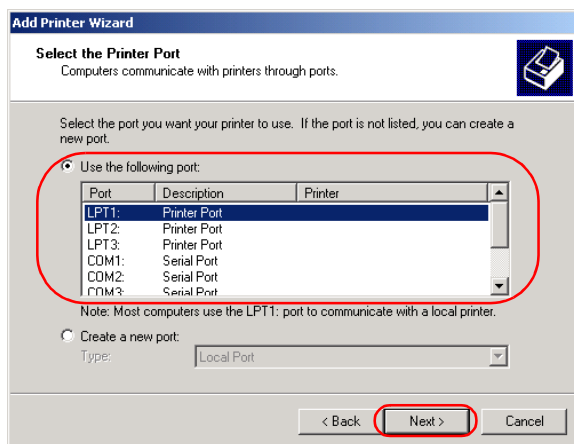 Add Printer Wizard
Select the Printer Port
Computers communicate with printers through ports.
Select the port you want your printer to use. If the port is not listed, you can create a
new port.
Use the following port:
Port Description Printer
LPT1: Printer Port
LPT2: Printer Port
LPT3: Printer Port
COM1: Serial Port
COM2: Serial Port
COM3: Serial Port
Note: Most computers use the LPT1: port to communicate with a local printer.
Create a new port:
Type: Local Port
< Back Next > Cancel